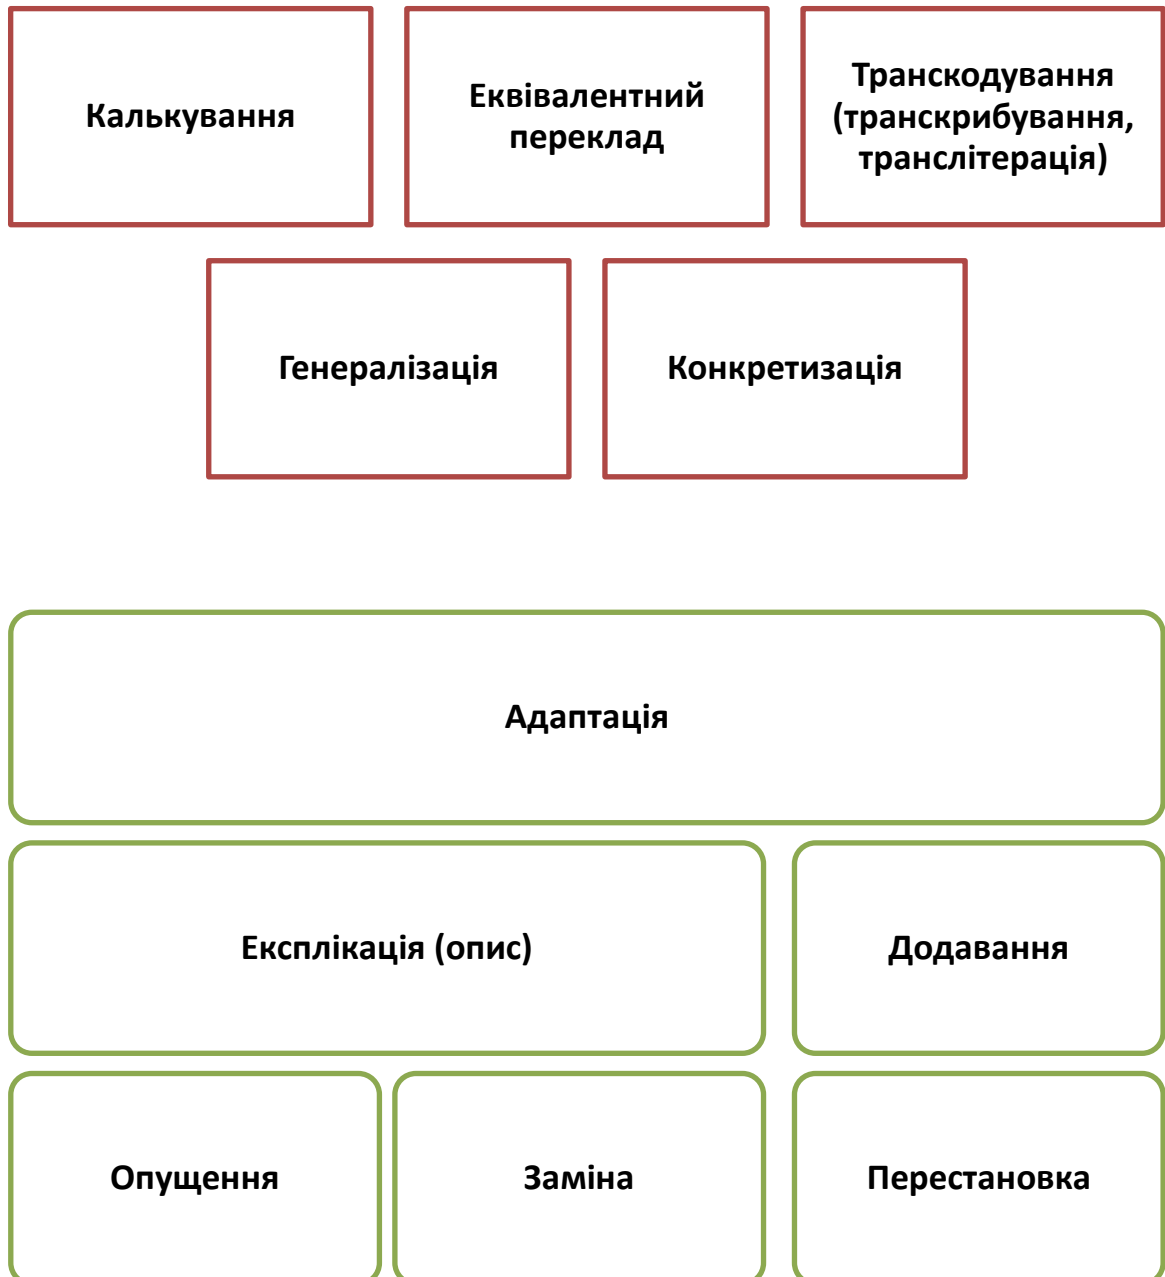 Калькування
Еквівалентний
переклад
Транскодування
(транскрибування,
транслітерація)
Генералізація
Конкретизація
Адаптація
Експлікація (опис)
Додавання
Опущення
Заміна
Перестановка